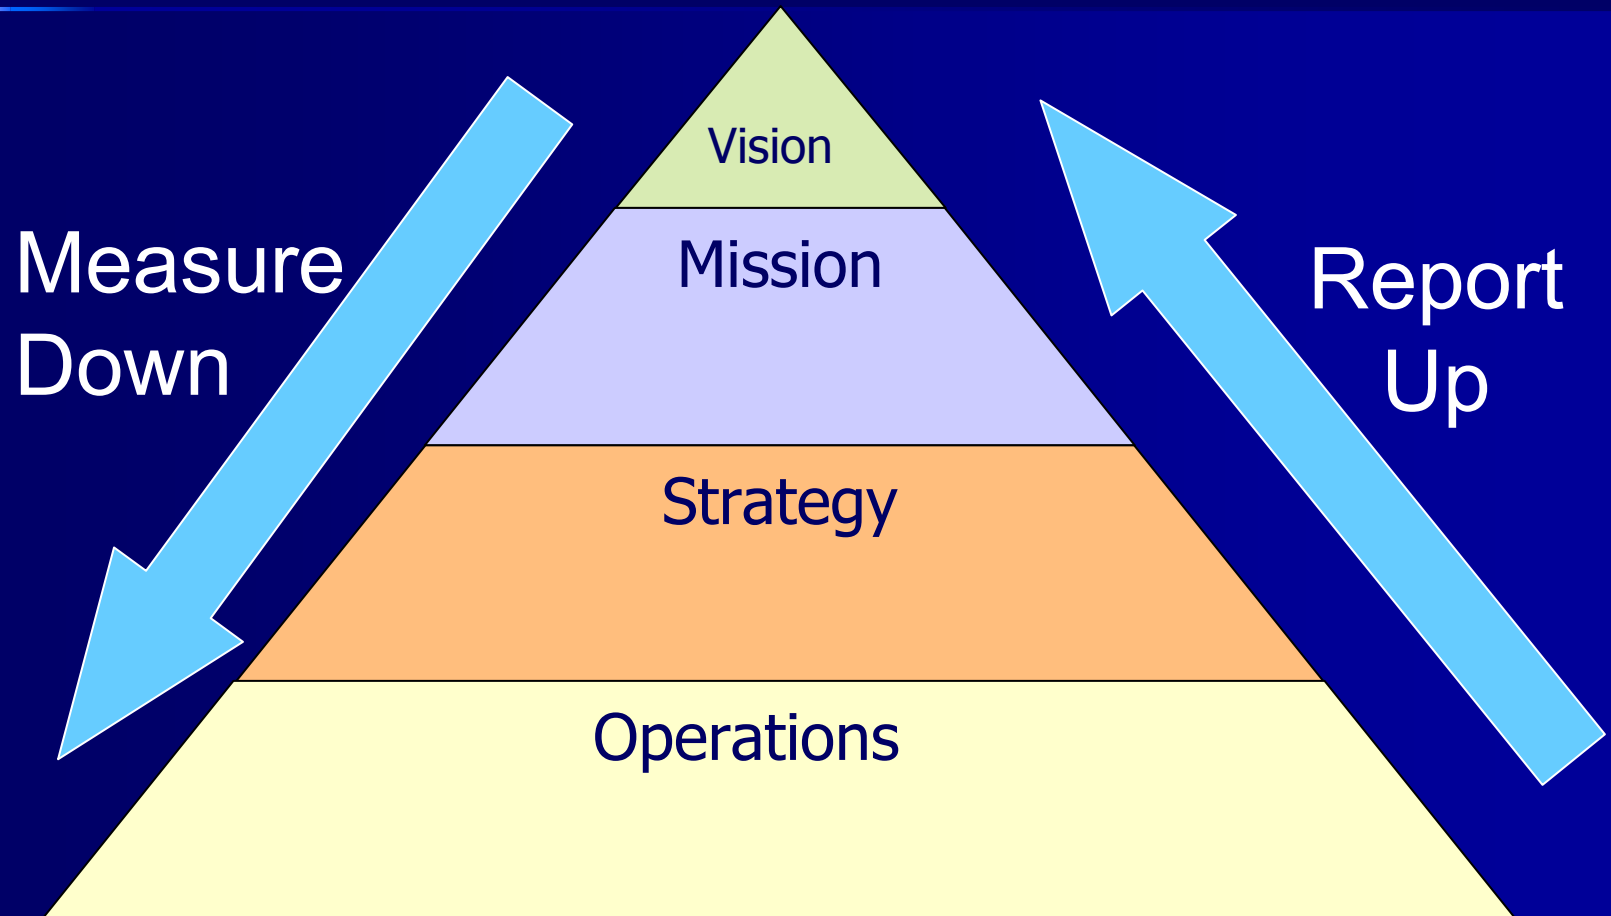 Vision
Mission
Measure
Down
Report
Up
Strategy
Operations